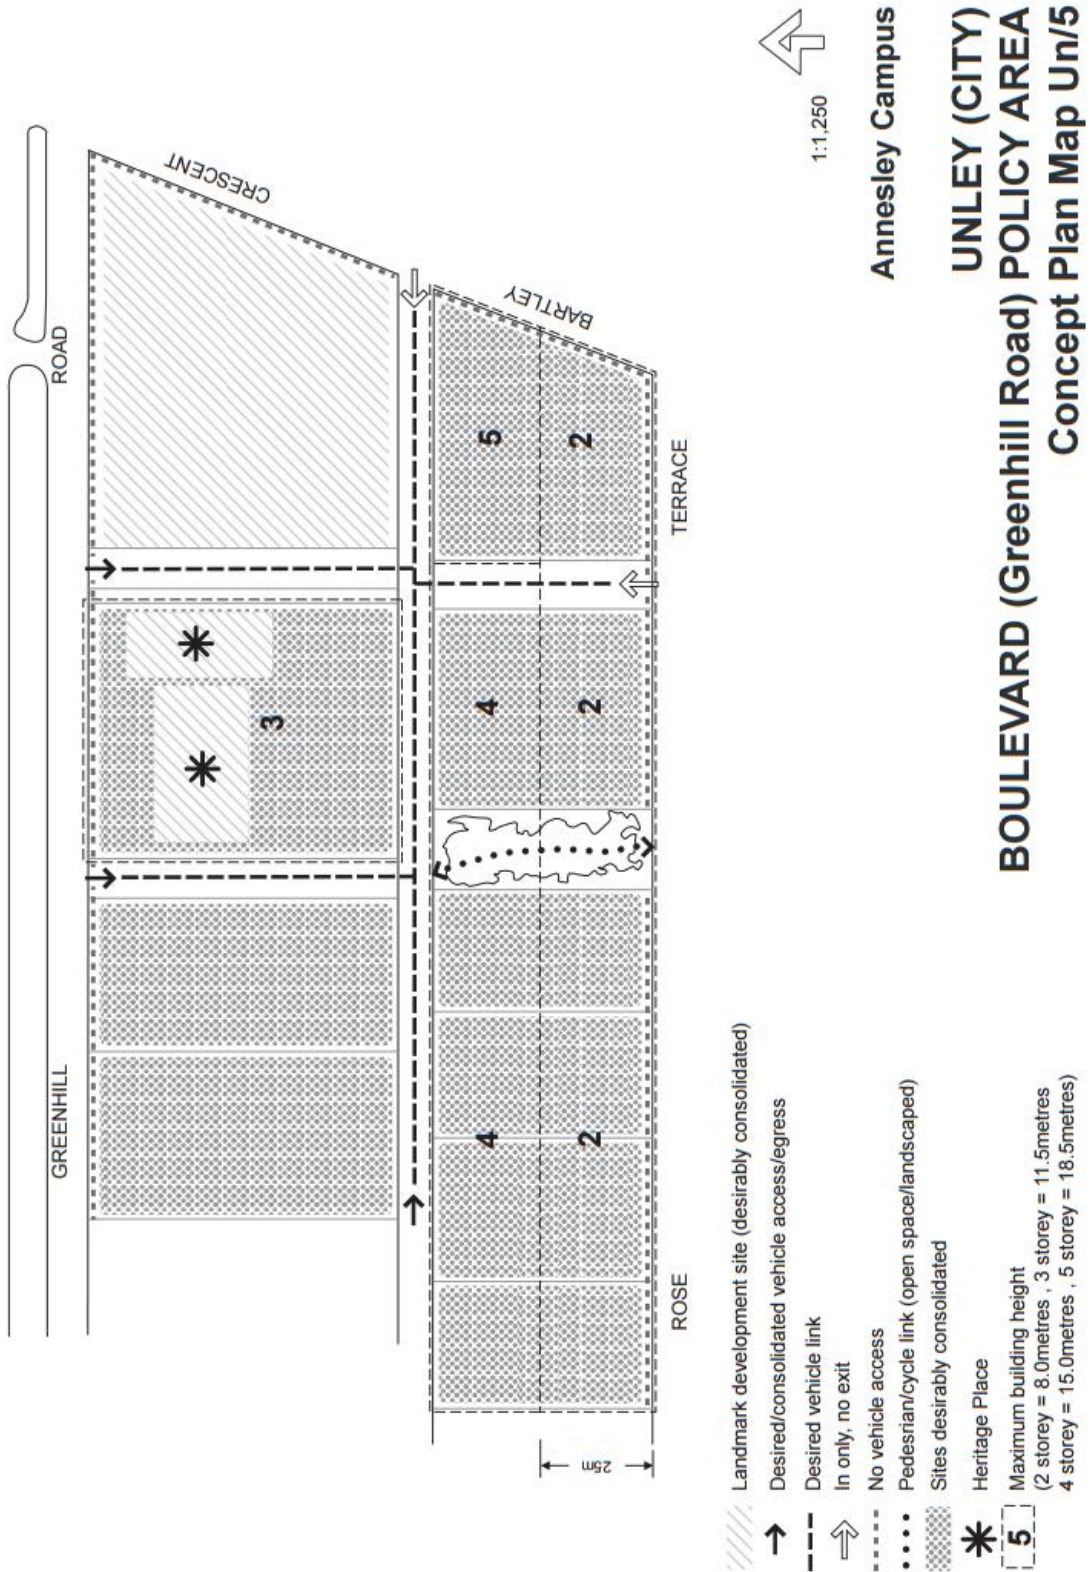 GREENHILL
ROAD
CRESCENT
BARTLEY
3
4
2
4
2
5
2
25m
ROSE
TERRACE
Landmark development site (desirably consolidated)
Desired/consolidated vehicle access/egress
Desired vehicle link
In only, no exit
No vehicle access
Pedesrian/cycle link (open space/landscaped)
Sites desirably consolidated
Heritage Place
5
Maximum building height
(2 storey = 8.0metres , 3 storey = 11.5metres
4 storey = 15.0metres , 5 storey = 18.5metres)
1:1,250
Annesley Campus
UNLEY (CITY)
BOULEVARD (Greenhill Road) POLICY AREA
Concept Plan Map Un/5